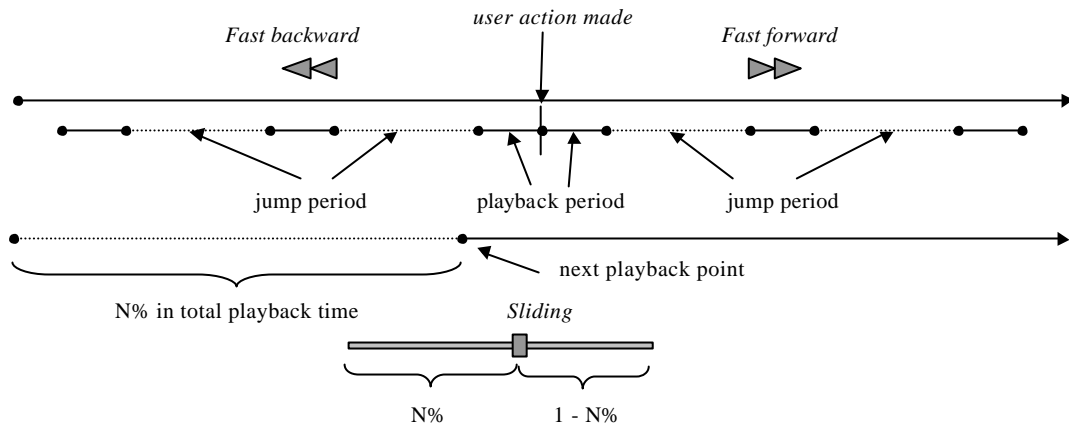 user action made
Fast backward
Fast forward
jump period
playback period
jump period
next playback point
N% in total playback time
Sliding
N%
1 - N%